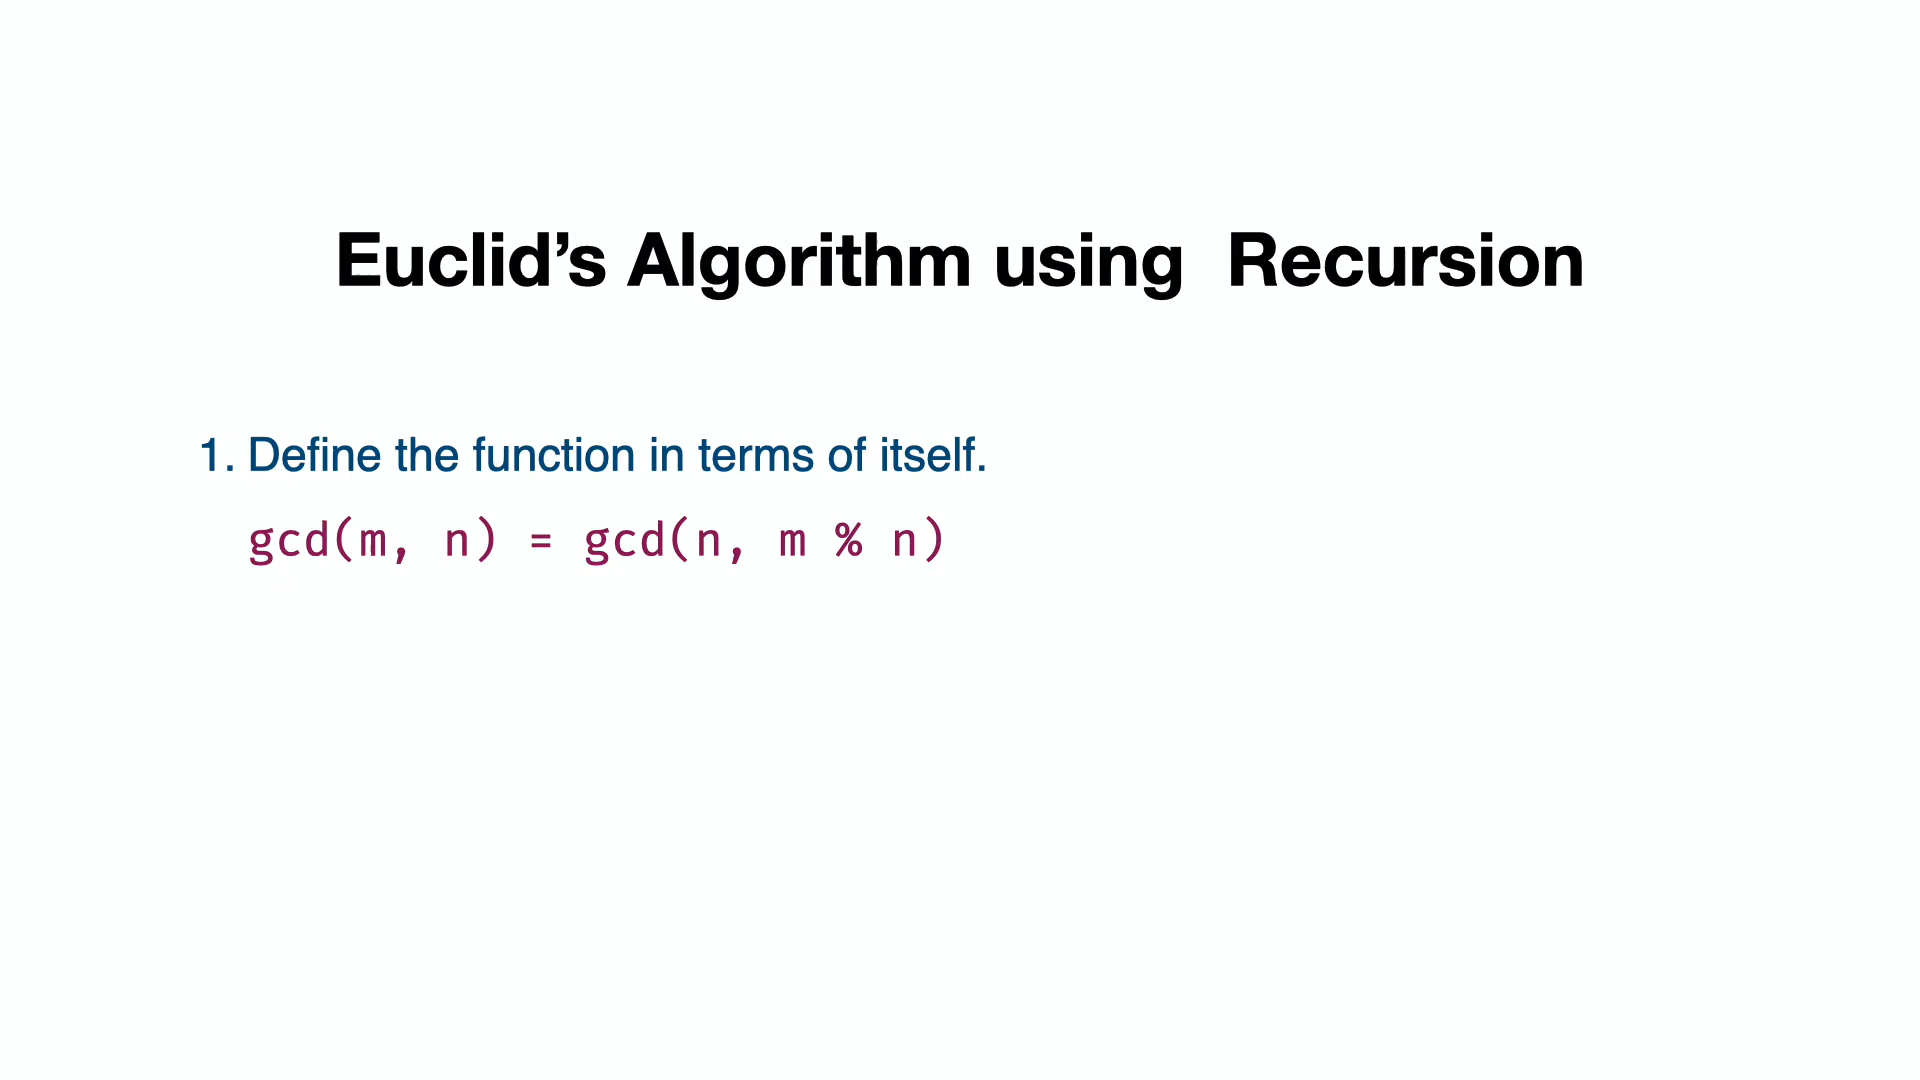 Euclid’s Algorithm using  Recursion
1. Define the function in terms of itself.
gcd(m, n) = gcd(n, m % n)